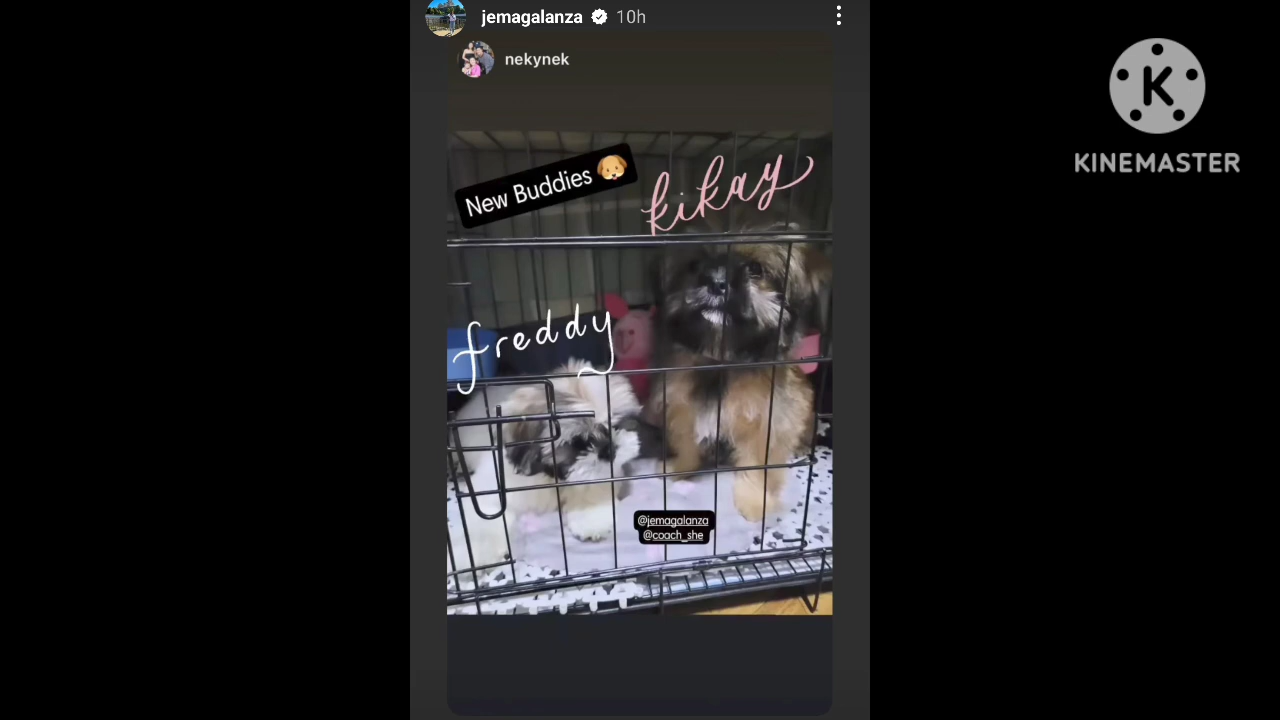 jemagalanza 10h
nekynek
New Buddies
kikay
freddy
@jemagalanza
@coach_she
K
KINEMASTER